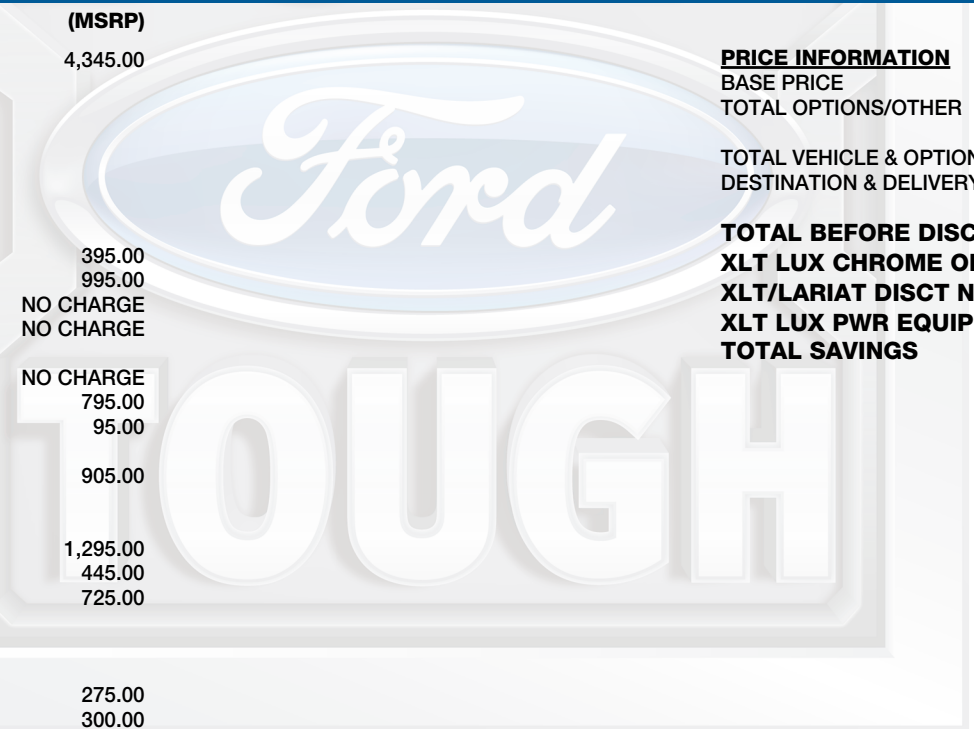 (MSRP)
4,345.00
395.00
995.00
NO CHARGE
NO CHARGE
NO CHARGE
795.00
95.00
905.00
1,295.00
445.00
725.00
275.00
300.00
PRICE INFORMATION
BASE PRICE
TOTAL OPTIONS/OTHER
TOTAL VEHICLE & OPTION
DESTINATION & DELIVERY
TOTAL BEFORE DISC
XLT LUX CHROME
XLT/LARIAT DISCT N
XLT LUX PWR EQUIP
TOTAL SAVINGS
Ford
TOUGH